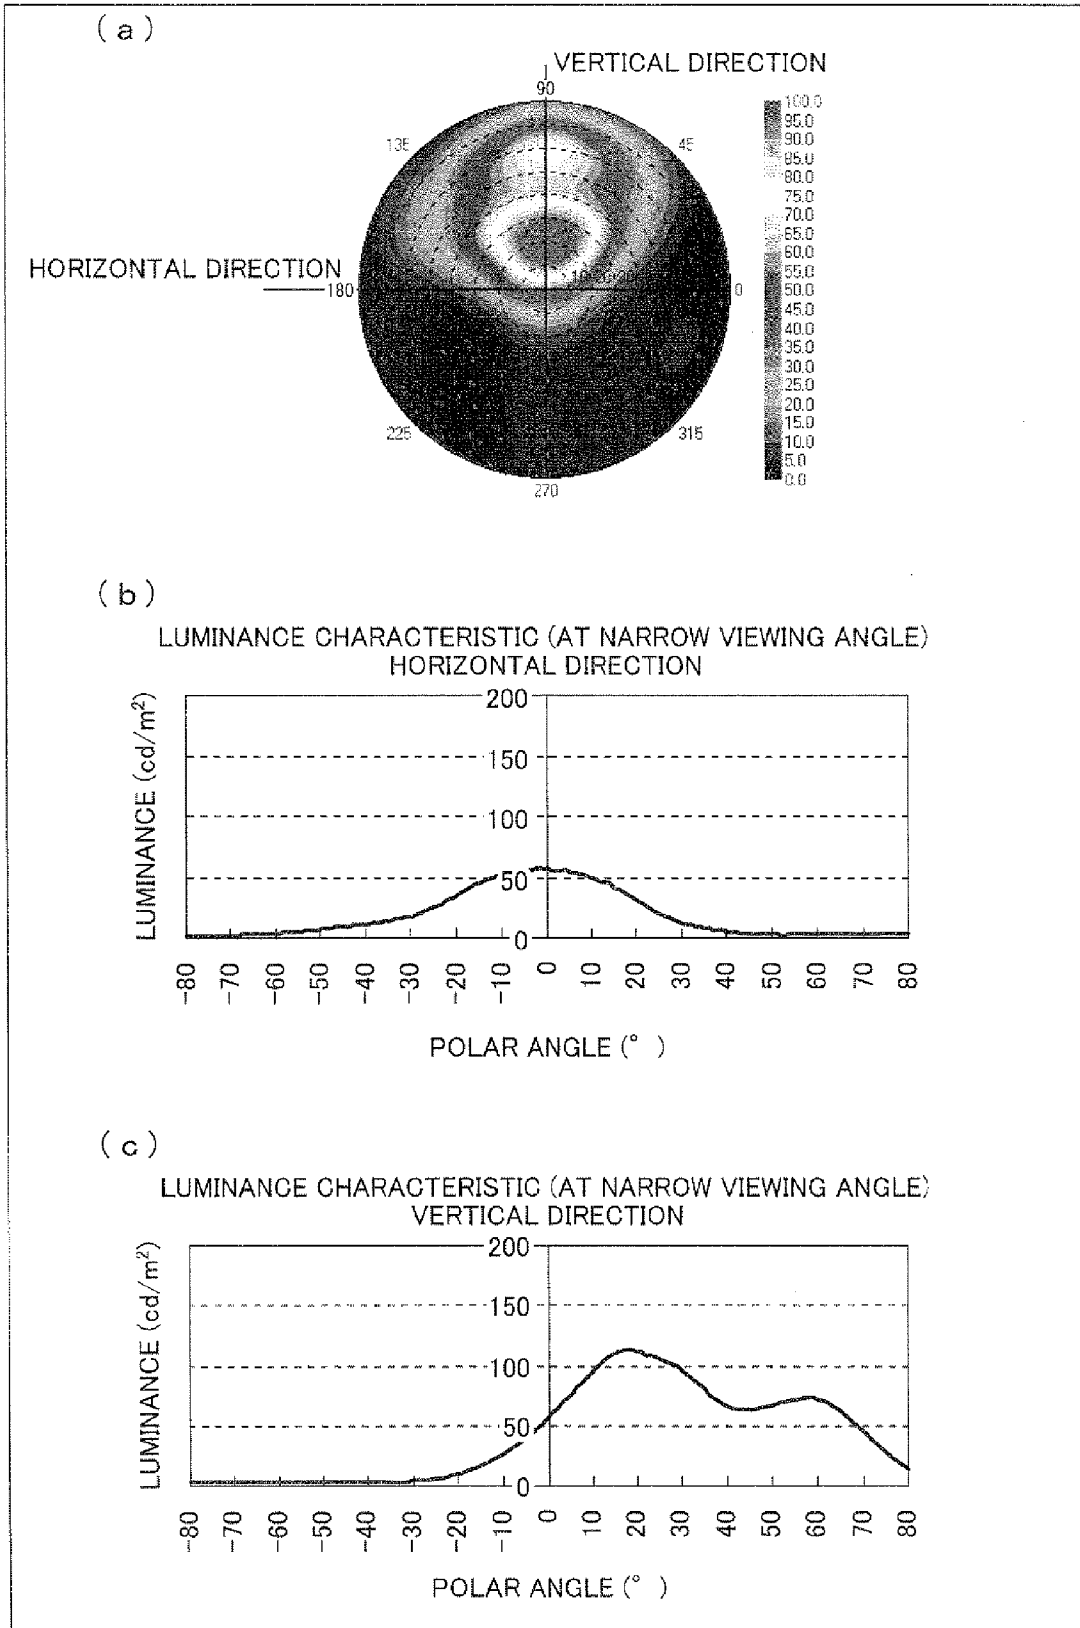 (a)
VERTICAL DIRECTION
90
135
45
HORIZONTAL DIRECTION
180
0
225
315
270
100.0
95.0
90.0
85.0
80.0
75.0
70.0
65.0
60.0
55.0
50.0
45.0
40.0
35.0
30.0
25.0
20.0
15.0
10.0
5.0
0.0
(b)
LUMINANCE CHARACTERISTIC (AT NARROW VIEWING ANGLE)
HORIZONTAL DIRECTION
LUMINANCE (cd/m²)
200
150
100
50
0
-80 -70 -60 -50 -40 -30 -20 -10 0 10 20 30 40 50 60 70 80
POLAR ANGLE (° )
(c)
LUMINANCE CHARACTERISTIC (AT NARROW VIEWING ANGLE)
VERTICAL DIRECTION
LUMINANCE (cd/m²)
200
150
100
50
0
-80 -70 -60 -50 -40 -30 -20 -10 0 10 20 30 40 50 60 70 80
POLAR ANGLE (° )